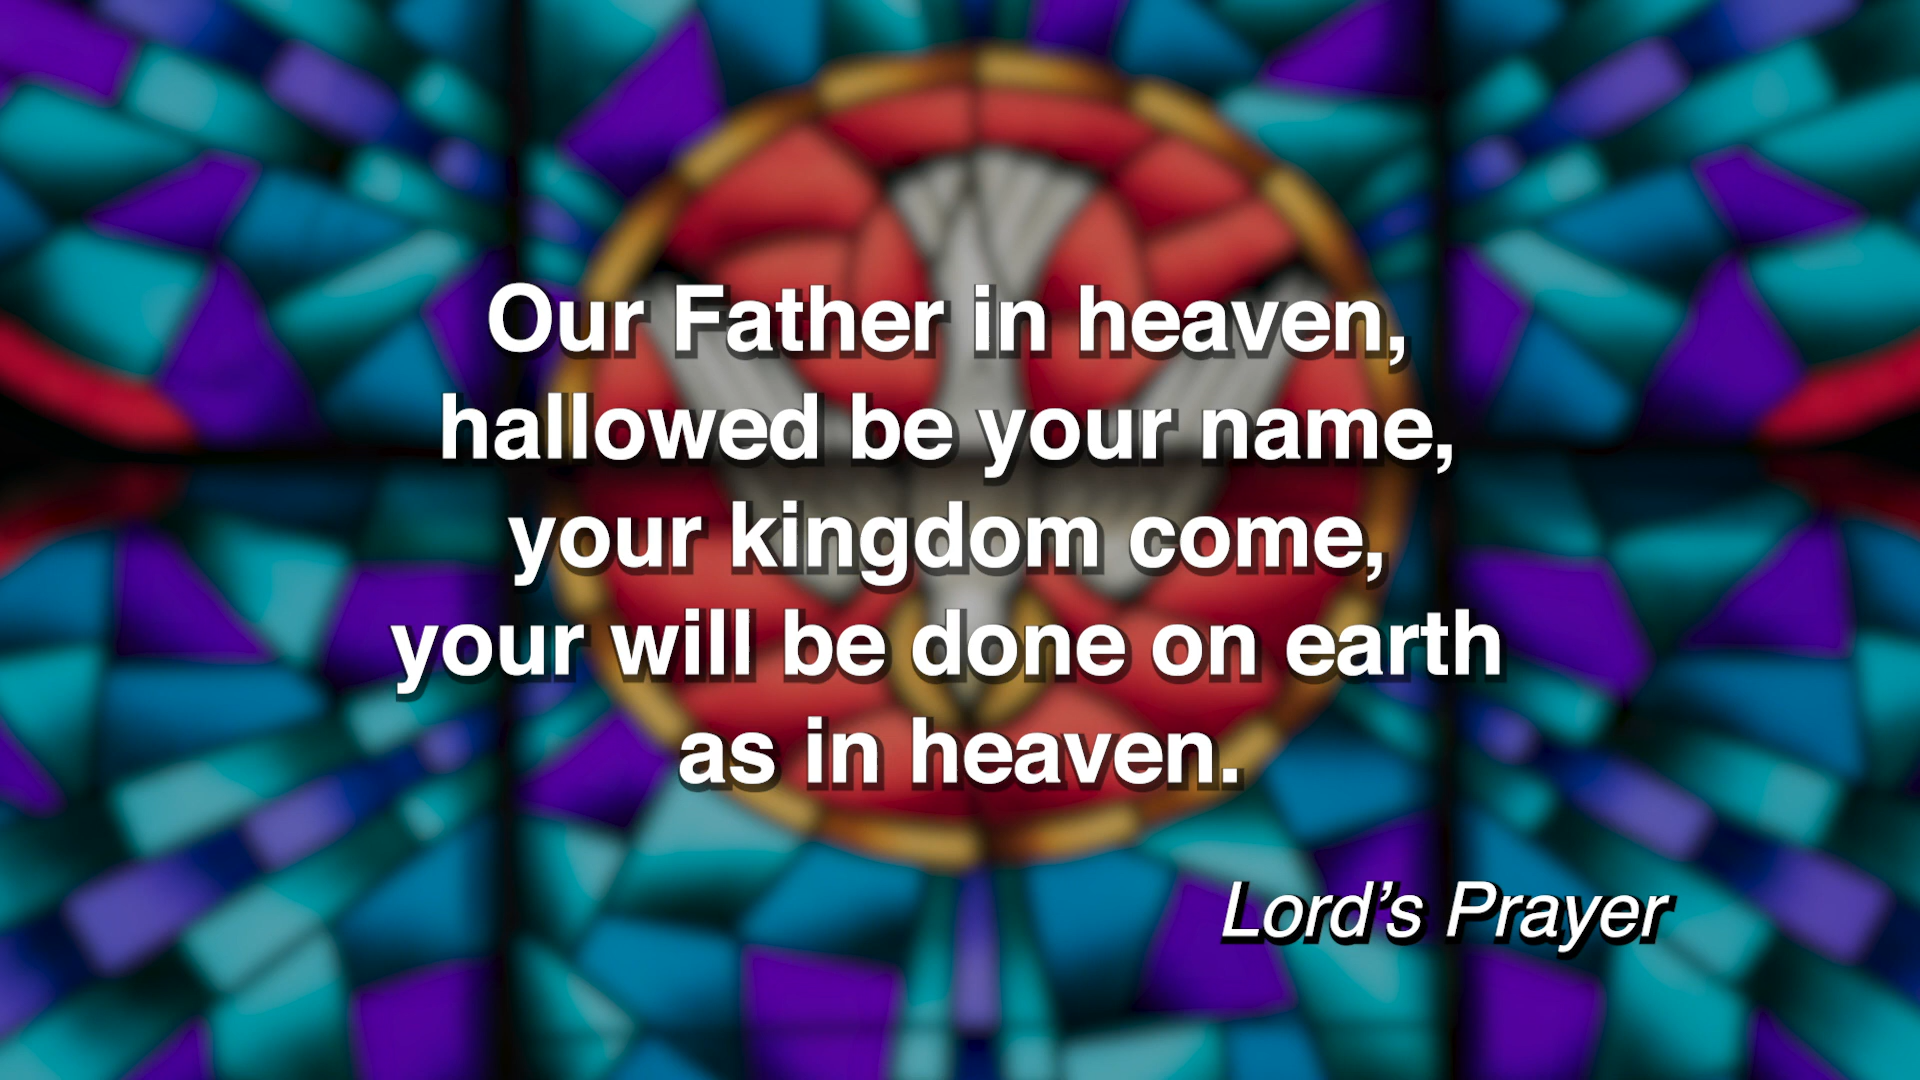 Our Father in heaven,
hallowed be your name,
your kingdom come,
your will be done on earth
as in heaven.
Lord’s Prayer